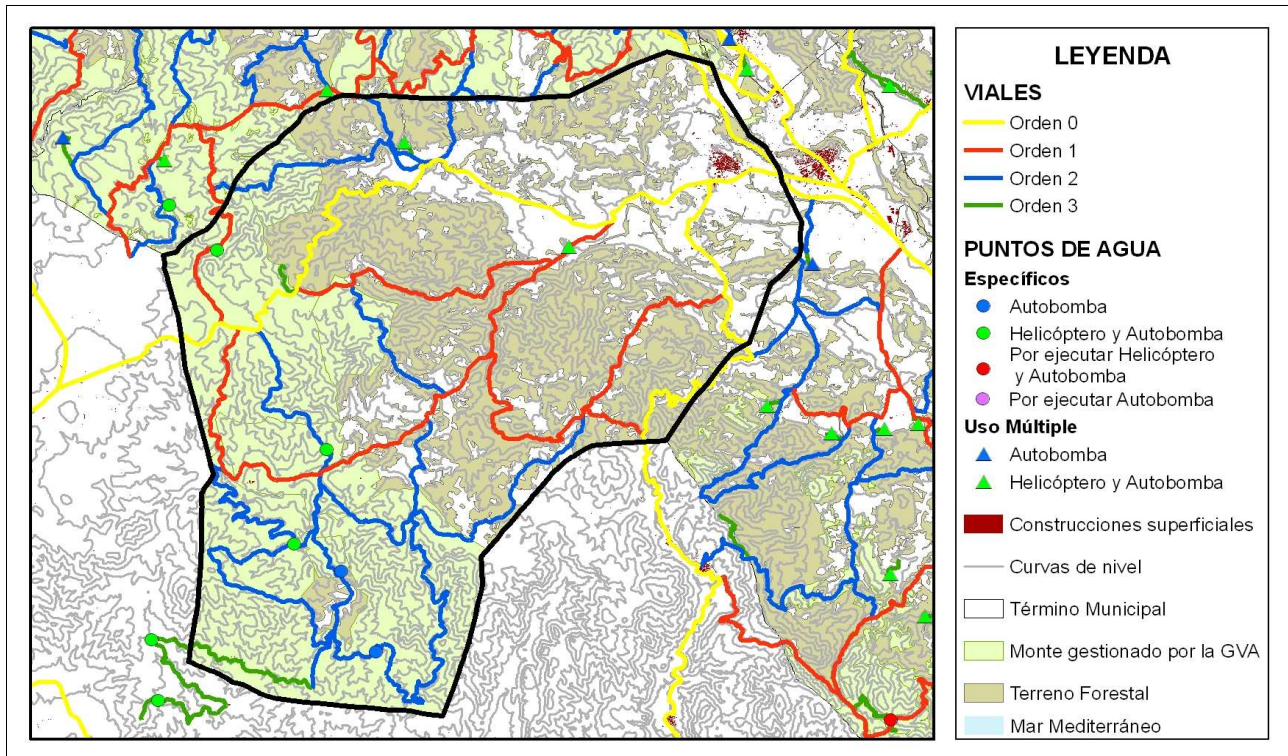 LEYENDA
VIALES
Orden 0
Orden 1
Orden 2
Orden 3
PUNTOS DE AGUA
Específicos
Autobomba
Helicóptero y Autobomba
Por ejecutar Helicóptero
y Autobomba
Por ejecutar Autobomba
Uso Múltiple
Autobomba
Helicóptero y Autobomba
Construcciones superficiales
Curvas de nivel
Término Municipal
Monte gestionado por la GVA
Terreno Forestal
Mar Mediterráneo